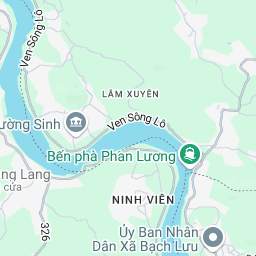 Ven Sông Lô
LÂM XUYÊN
Ven Sông Lô
ường Sinh
Bến phà Phan Lương
ng Lang
cửa
NINH VIÊN
326
Ủy Ban Nhân
Dân Xã Bạch Lưu